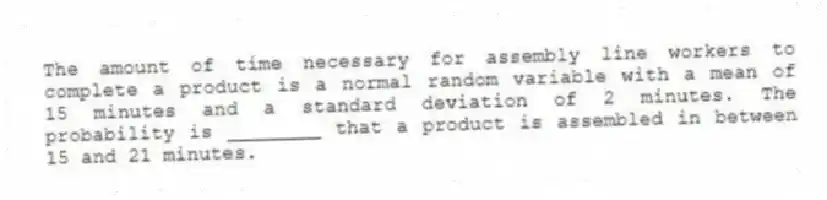 The amount of time necessary for assembly line workers to
complete a product is a normal random variable with a mean of
15 minutes and a standard deviation of 2 minutes. The
probability is ________ that a product is assembled in between
15 and 21 minutes.